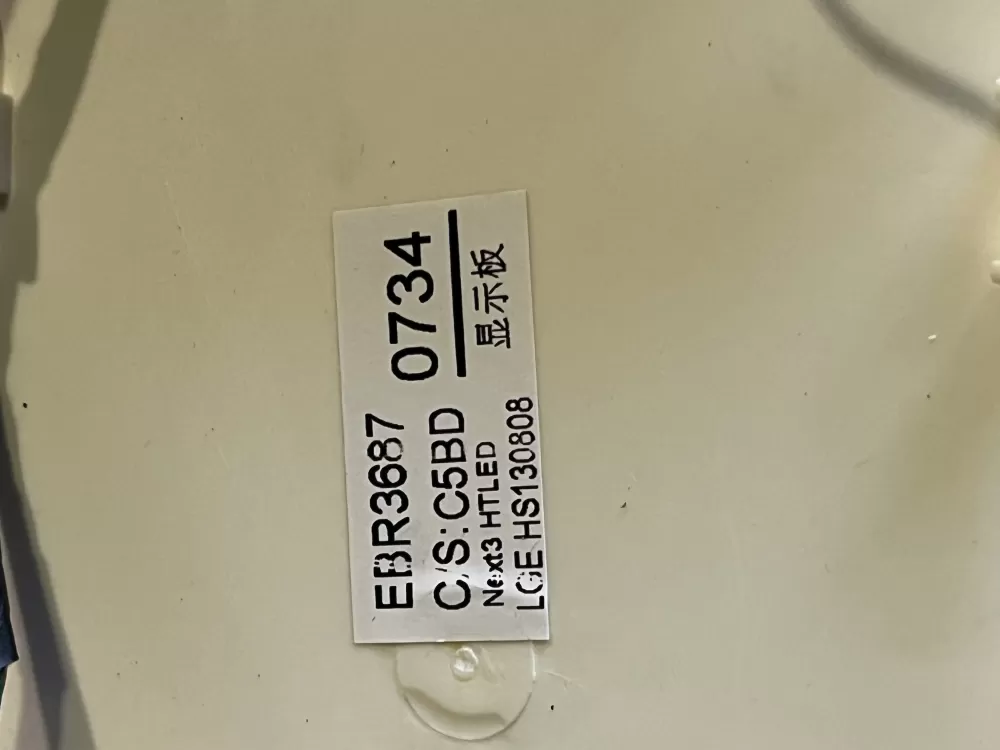 EBR3687 0734
C/S:C5BD
Next3 HTLED 显示板
LGE HS130808